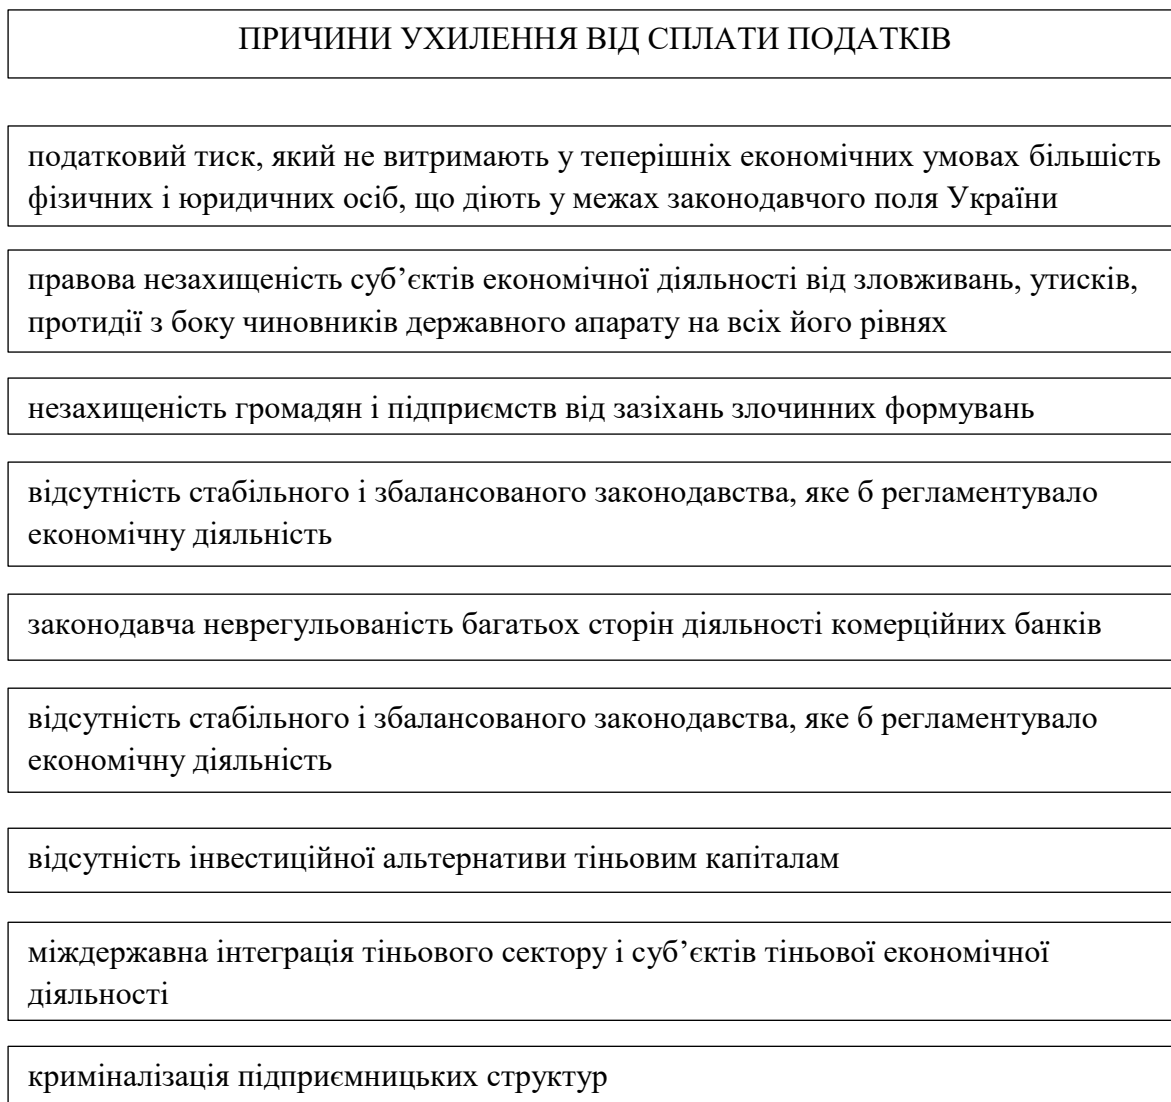 ПРИЧИНИ УХИЛЕННЯ ВІД СПЛАТИ ПОДАТКІВ
податковий тиск, який не витримають у теперішніх економічних умовах більшість
фізичних і юридичних осіб, що діють у межах законодавчого поля України
правова незахищеність суб’єктів економічної діяльності від зловживань, утисків,
протидії з боку чиновників державного апарату на всіх його рівнях
незахищеність громадян і підприємств від зазіхань злочинних формувань
відсутність стабільного і збалансованого законодавства, яке б регламентувало
економічну діяльність
законодавча неврегульованість багатьох сторін діяльності комерційних банків
відсутність стабільного і збалансованого законодавства, яке б регламентувало
економічну діяльність
відсутність інвестиційної альтернативи тіньовим капіталам
міждержавна інтеграція тіньового сектору і суб’єктів тіньової економічної
діяльності
криміналізація підприємницьких структур